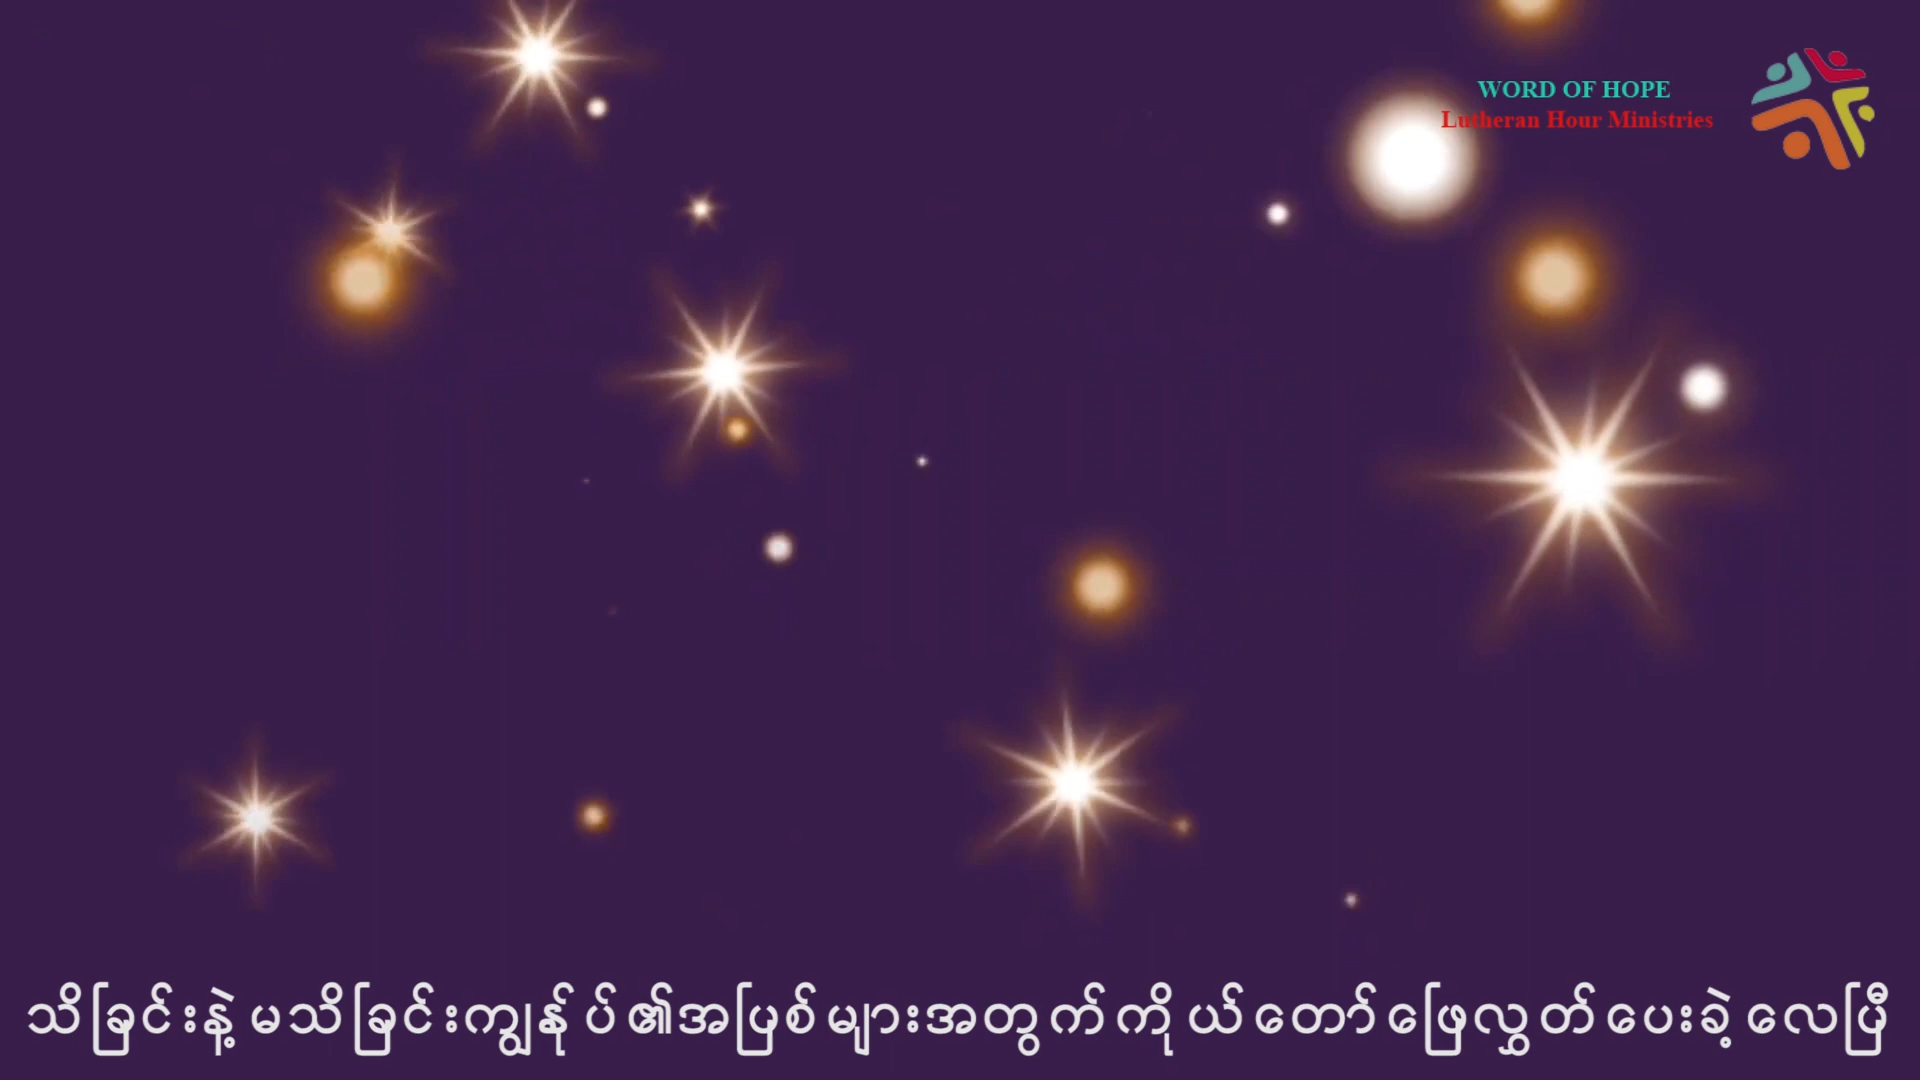 WORD OF HOPE
Lutheran Hour Ministries
သိခြင်းနဲ့ မသိခြင်းကျွန်ုပ်၏အပြစ်များအတွက်ကိုယ်တော်ဖြေလွှတ်ပေးခဲ့လေပြီ